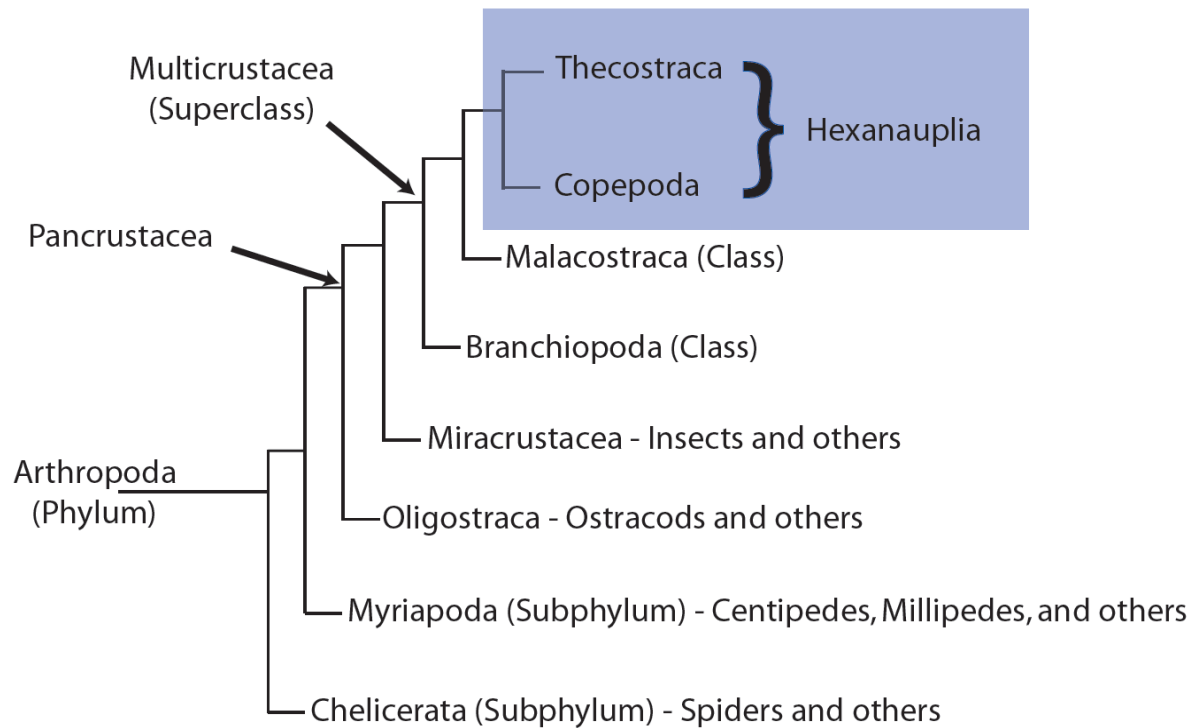 Thecostraca
Multicrustacea
(Superclass)
Hexanauplia
Copepoda
Pancrustacea
Malacostraca (Class)
Branchiopoda (Class)
Miracrustacea - Insects and others
Arthropoda
(Phylum)
Oligostraca - Ostracods and others
Myriapoda (Subphylum) - Centipedes, Millipedes, and others
Chelicerata (Subphylum) - Spiders and others